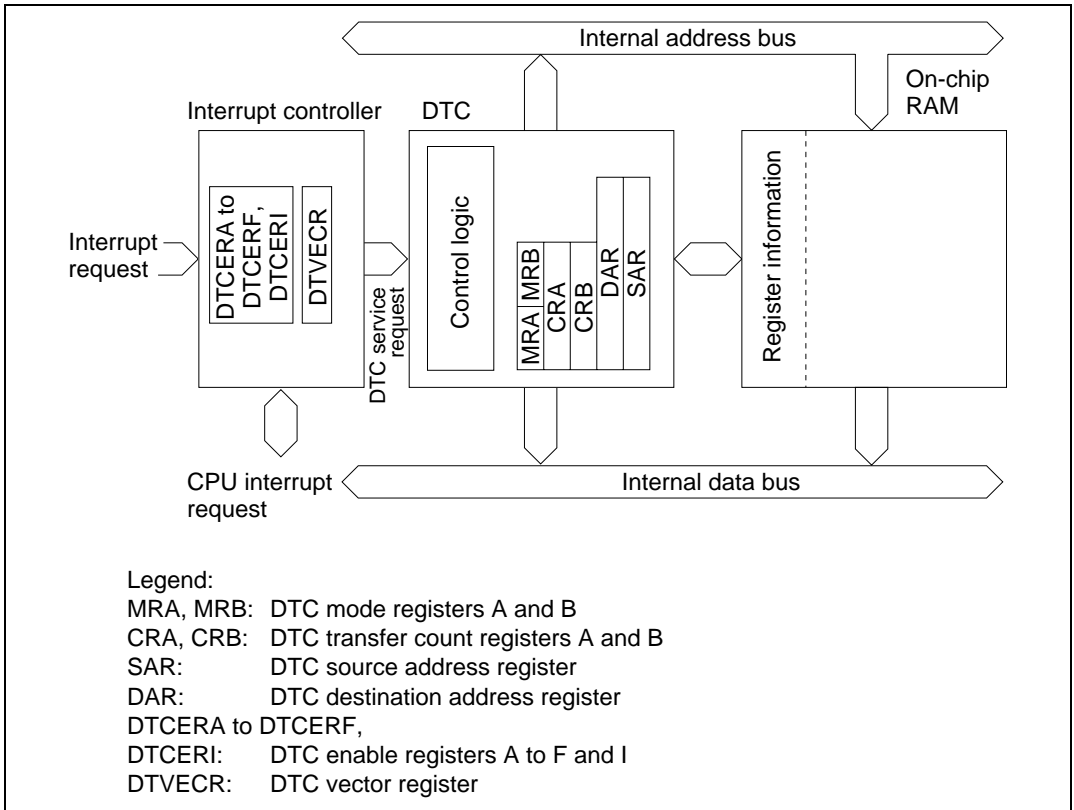 Internal address bus
On-chip
RAM
Interrupt controller
DTC
Interrupt
request
DTCERA to
DTCERF,
DTCERI
DTVECR
DTC service
request
Control logic
MRA
MRB
CRA
CRB
DAR
SAR
Register information
CPU interrupt
request
Internal data bus
Legend:
MRA, MRB: DTC mode registers A and B
CRA, CRB: DTC transfer count registers A and B
SAR: DTC source address register
DAR: DTC destination address register
DTCERA to DTCERF,
DTCERI: DTC enable registers A to F and I
DTVECR: DTC vector register